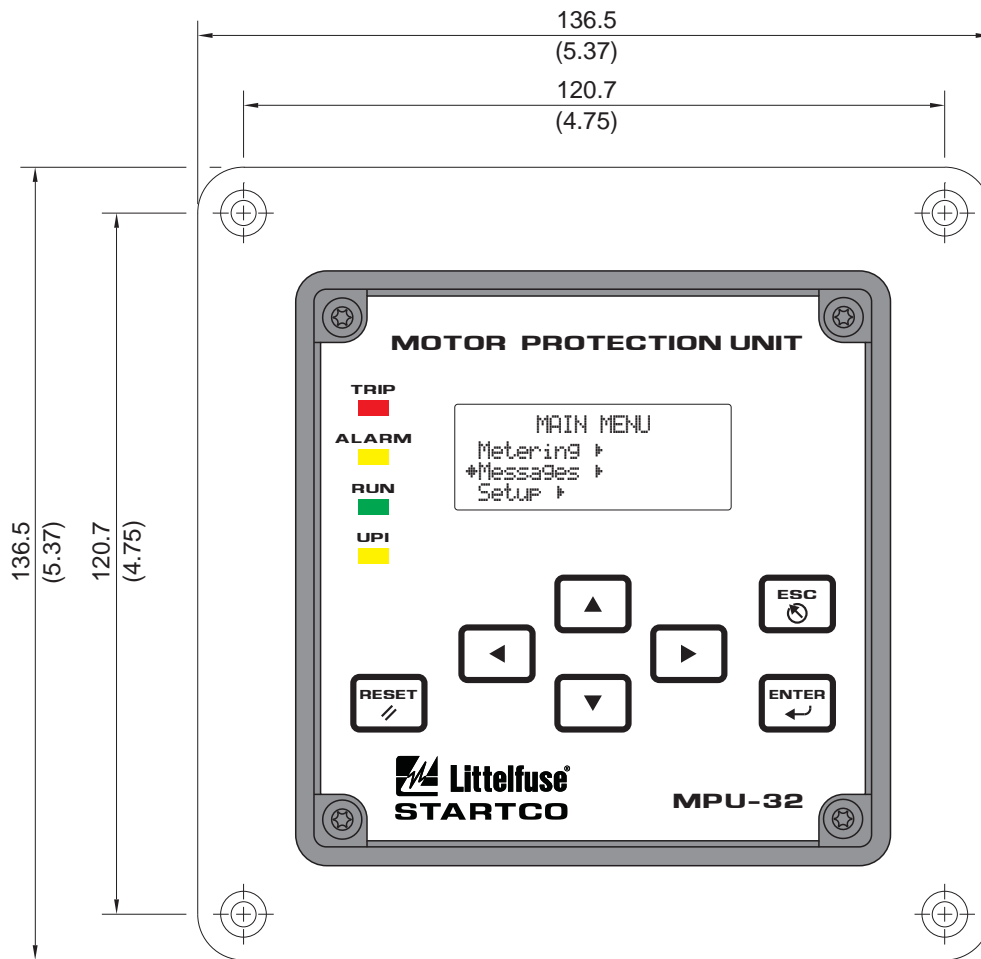 136.5
(5.37)
120.7
(4.75)
136.5
(5.37)
120.7
(4.75)
MOTOR PROTECTION UNIT
TRIP
ALARM
RUN
UPI
MAIN MENU
Metering
Messages
Setup
ESC
RESET
ENTER
Littelfuse®
STARTCO
MPU-32